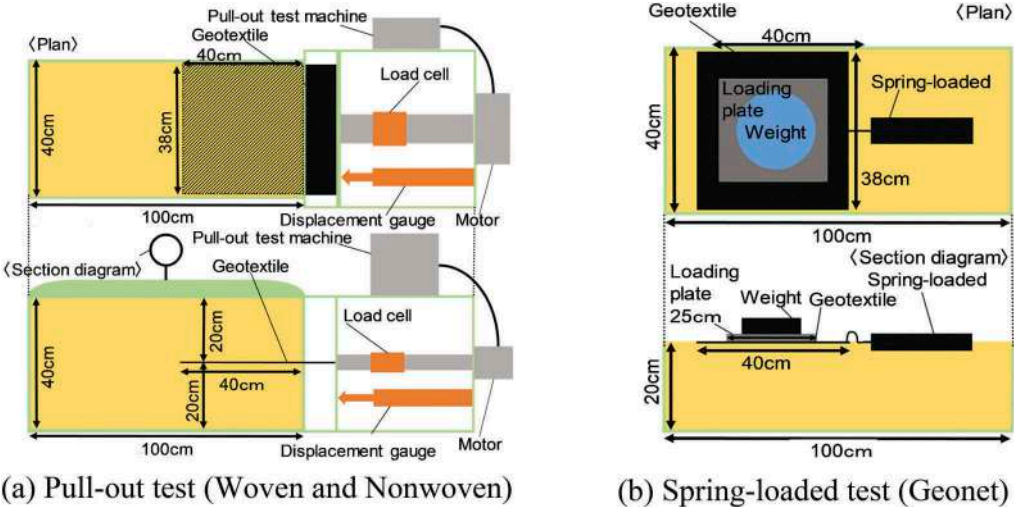 Pull-out test machine
Geotextile
〈Plan〉
40cm
Load cell
40cm
38cm
100cm
Displacement gauge
Motor
Pull-out test machine
〈Section diagram〉
Geotextile
Load cell
20cm
40cm
40cm
20cm
100cm
Displacement gauge
Motor
(a) Pull-out test (Woven and Nonwoven)
Geotextile
〈Plan〉
40cm
Spring-loaded
Loading
plate
Weight
40cm
38cm
100cm
〈Section diagram〉
Loading
plate
25cm
Weight
Geotextile
Spring-loaded
40cm
20cm
100cm
(b) Spring-loaded test (Geonet)